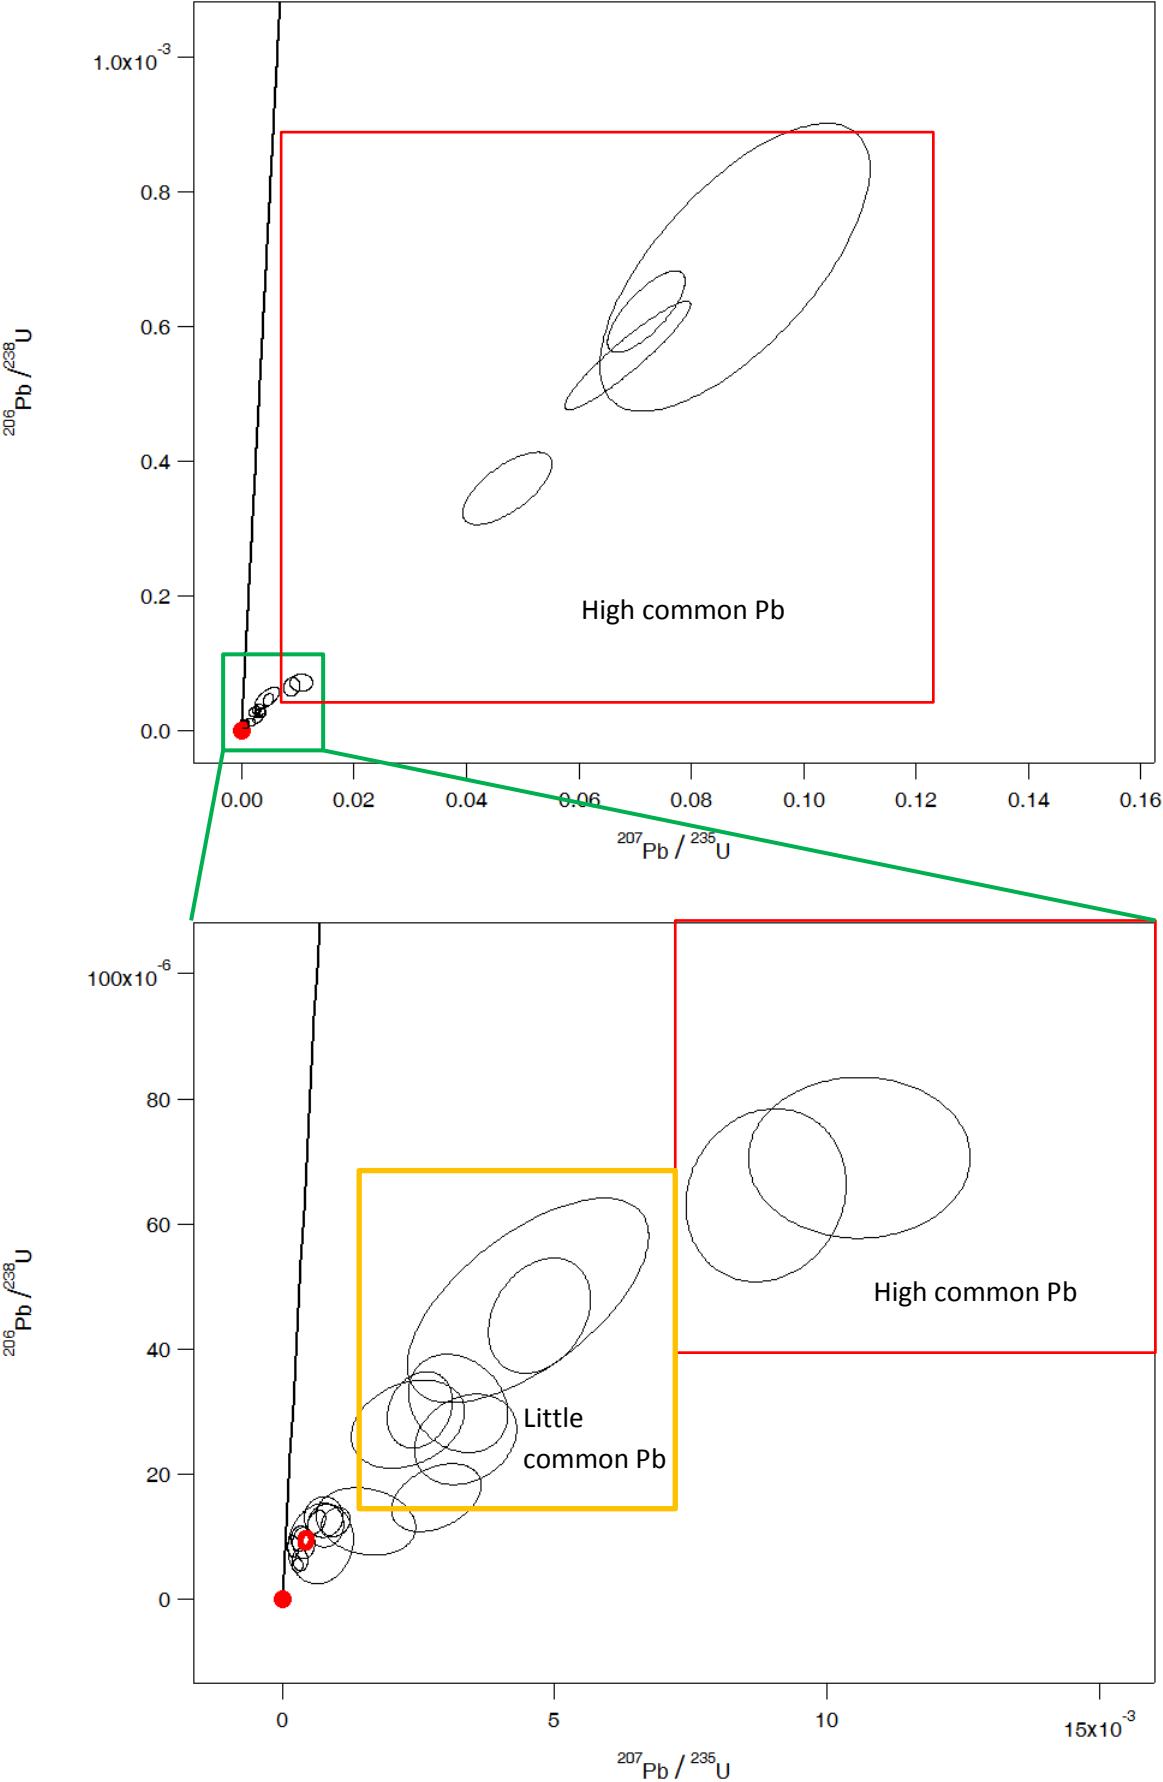 1.0x10⁻³
0.8
0.6
0.4
0.2
0.0
²⁰⁶Pb /²³⁸U
High common Pb
0.00 0.02 0.04 0.06 0.08 0.10 0.12 0.14 0.16
²⁰⁷Pb / ²³⁵U
100x10⁻⁶
80
60
40
20
0
²⁰⁶Pb /²³⁸U
High common Pb
Little
common Pb
0 5 10 15x10⁻³
²⁰⁷Pb / ²³⁵U